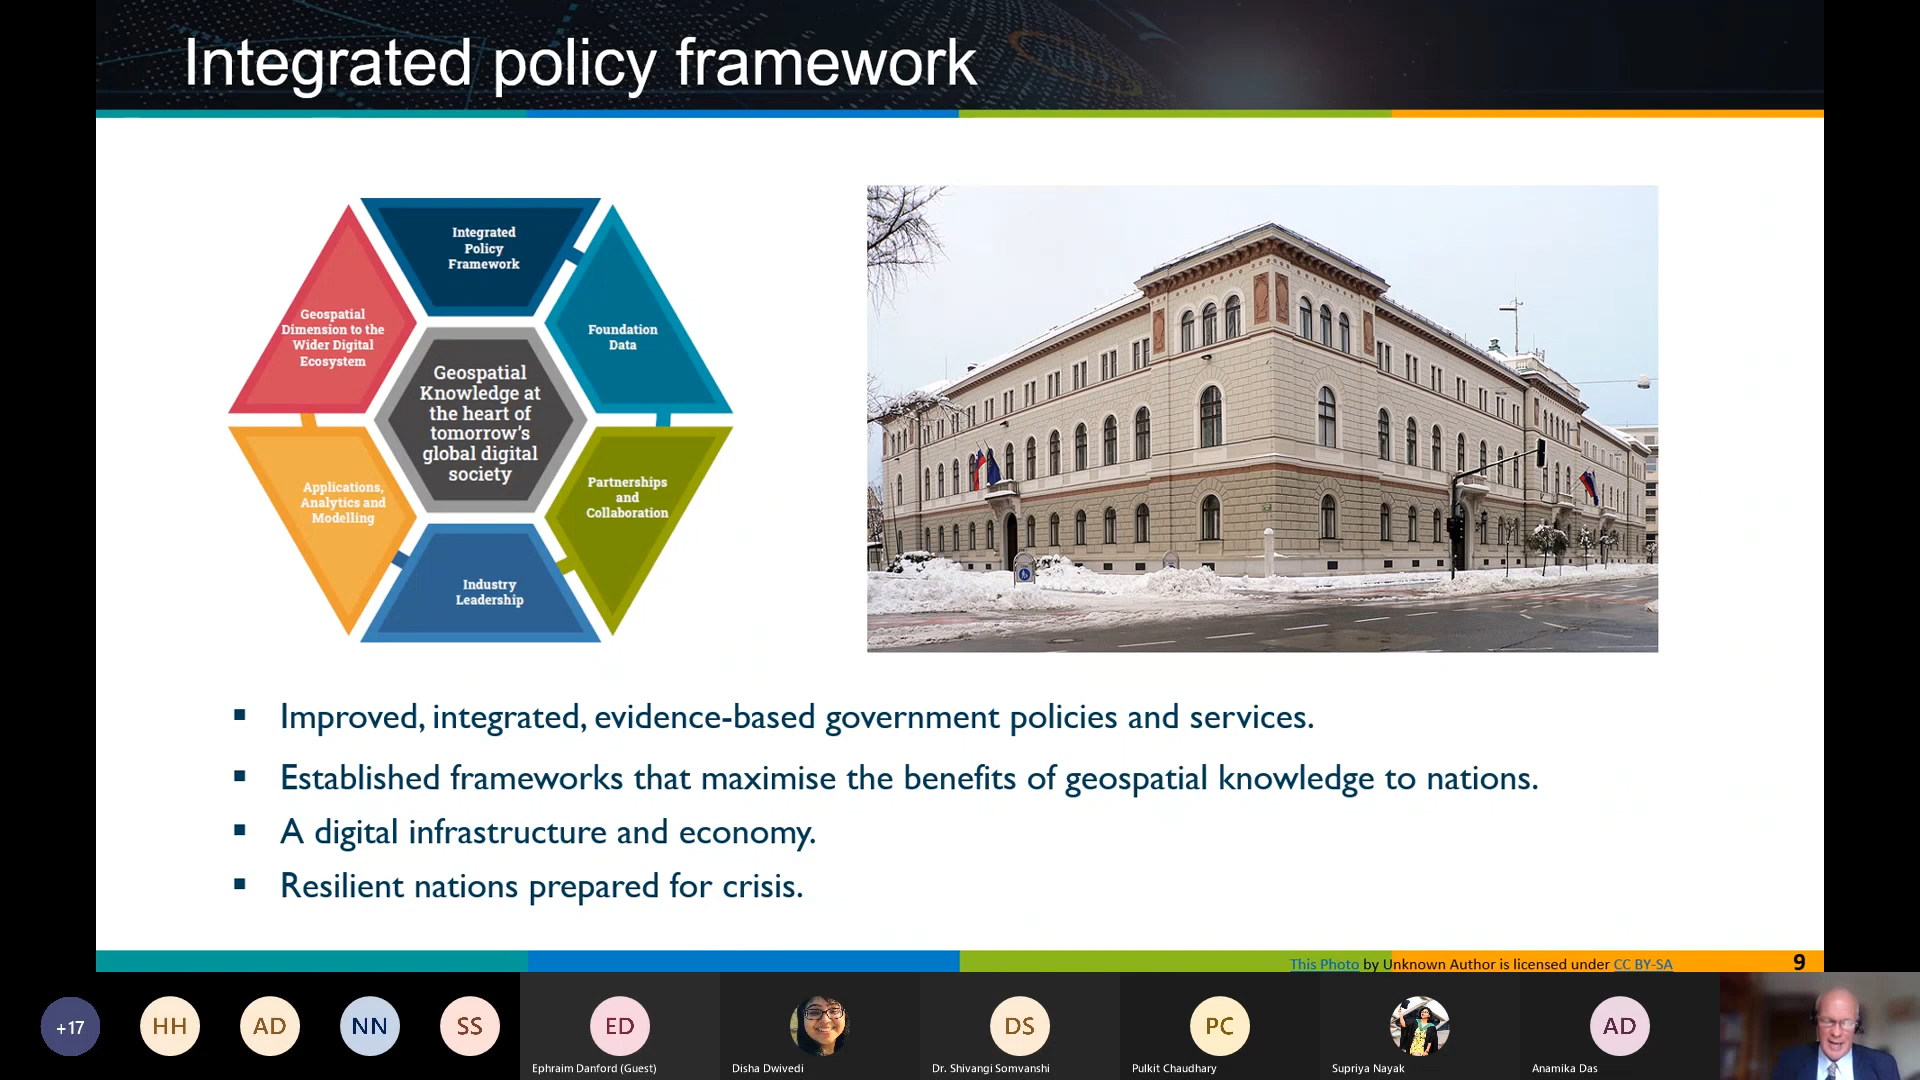 Integrated policy framework
Integrated
Policy
Framework
Geospatial
Dimension to the
Wider Digital
Ecosystem
Foundation
Data
Geospatial
Knowledge at
the heart of
tomorrow's
global digital
society
Applications,
Analytics and
Modelling
Partnerships
and
Collaboration
Industry
Leadership
▪ Improved, integrated, evidence-based government policies and services.
▪ Established frameworks that maximise the benefits of geospatial knowledge to nations.
▪ A digital infrastructure and economy.
▪ Resilient nations prepared for crisis.
This Photo by Unknown Author is licensed under CC BY-SA
9
+17
HH
AD
NN
SS
ED
DS
PC
AD
Ephraim Danford (Guest)
Disha Dwivedi
Dr. Shivangi Somvanshi
Pulkit Chaudhary
Supriya Nayak
Anamika Das